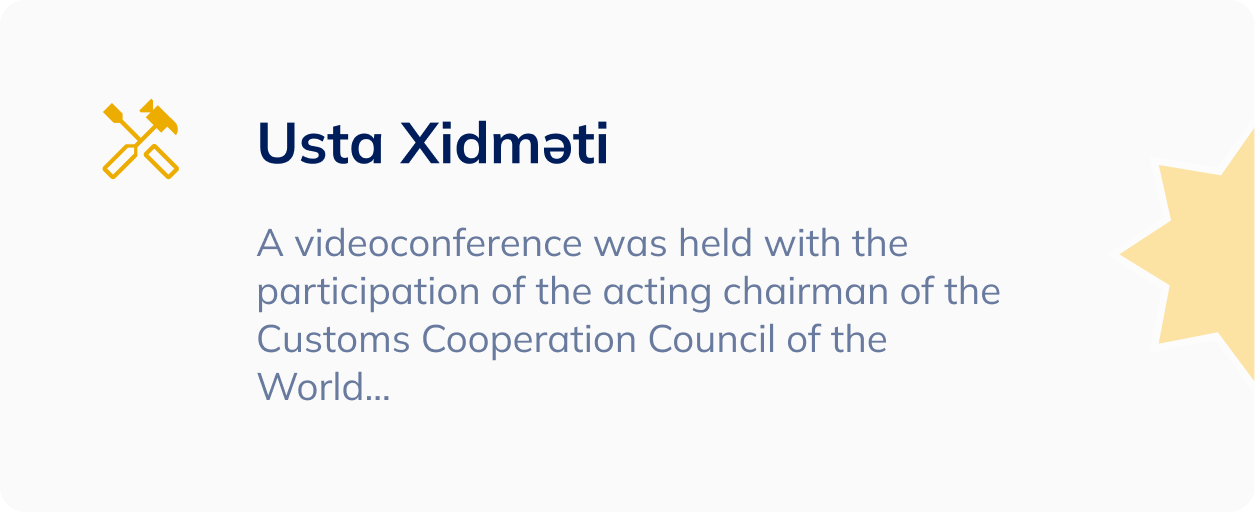 Usta Xidməti
A videoconference was held with the
participation of the acting chairman of the
Customs Cooperation Council of the
World...